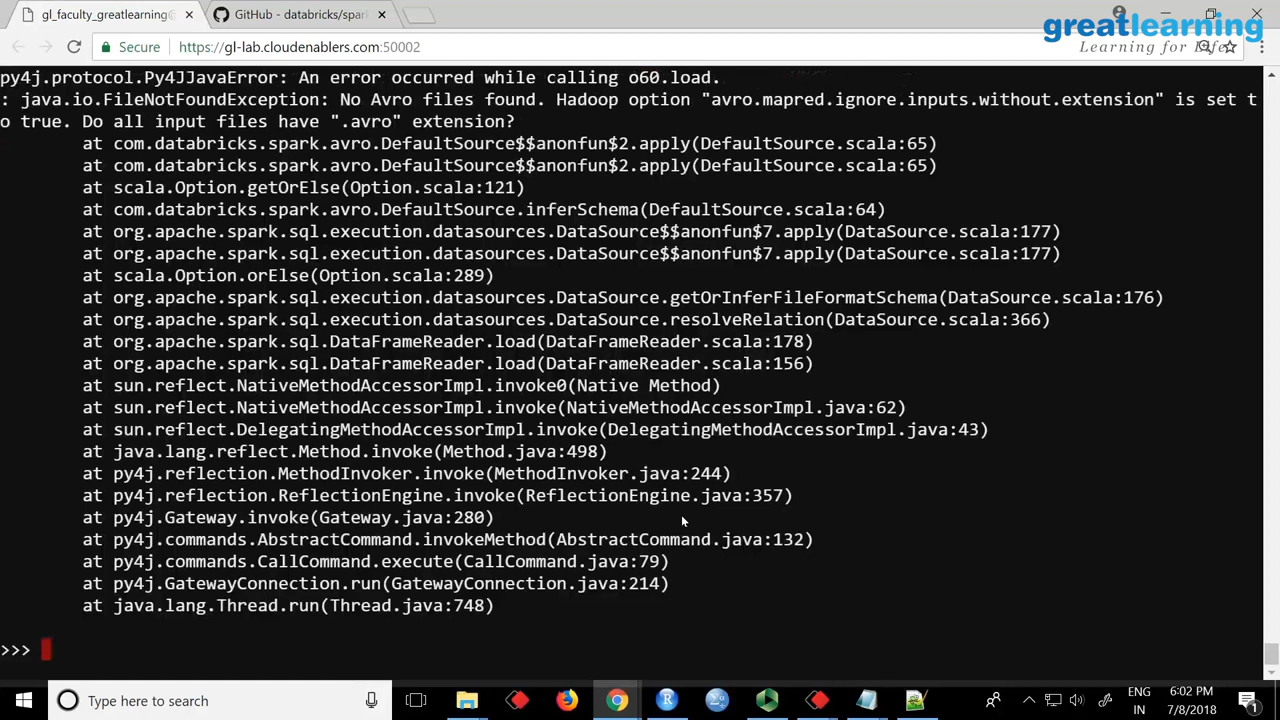 gl_faculty_greatlearning@
GitHub - databricks/spar
greatlearning
Learning for Life
Secure
https://gl-lab.cloudenablers.com:50002
py4j.protocol.Py4JJavaError: An error occurred while calling o60.load.
: java.io.FileNotFoundException: No Avro files found. Hadoop option "avro.mapred.ignore.inputs.without.extension" is set t
o true. Do all input files have ".avro" extension?
at com.databricks.spark.avro.DefaultSource$$anonfun$2.apply(DefaultSource.scala:65)
at com.databricks.spark.avro.DefaultSource$$anonfun$2.apply(DefaultSource.scala:65)
at scala.Option.getOrElse(Option.scala:121)
at com.databricks.spark.avro.DefaultSource.inferSchema(DefaultSource.scala:64)
at org.apache.spark.sql.execution.datasources.DataSource$$anonfun$7.apply(DataSource.scala:177)
at org.apache.spark.sql.execution.datasources.DataSource$$anonfun$7.apply(DataSource.scala:177)
at scala.Option.orElse(Option.scala:289)
at org.apache.spark.sql.execution.datasources.DataSource.getOrInferFileFormatSchema(DataSource.scala:176)
at org.apache.spark.sql.execution.datasources.DataSource.resolveRelation(DataSource.scala:366)
at org.apache.spark.sql.DataFrameReader.load(DataFrameReader.scala:178)
at org.apache.spark.sql.DataFrameReader.load(DataFrameReader.scala:156)
at sun.reflect.NativeMethodAccessorImpl.invoke0(Native Method)
at sun.reflect.NativeMethodAccessorImpl.invoke(NativeMethodAccessorImpl.java:62)
at sun.reflect.DelegatingMethodAccessorImpl.invoke(DelegatingMethodAccessorImpl.java:43)
at java.lang.reflect.Method.invoke(Method.java:498)
at py4j.reflection.MethodInvoker.invoke(MethodInvoker.java:244)
at py4j.reflection.ReflectionEngine.invoke(ReflectionEngine.java:357)
at py4j.Gateway.invoke(Gateway.java:280)
at py4j.commands.AbstractCommand.invokeMethod(AbstractCommand.java:132)
at py4j.commands.CallCommand.execute(CallCommand.java:79)
at py4j.GatewayConnection.run(GatewayConnection.java:214)
at java.lang.Thread.run(Thread.java:748)
>>>
Type here to search
ENG
IN
6:02 PM
7/8/2018
1